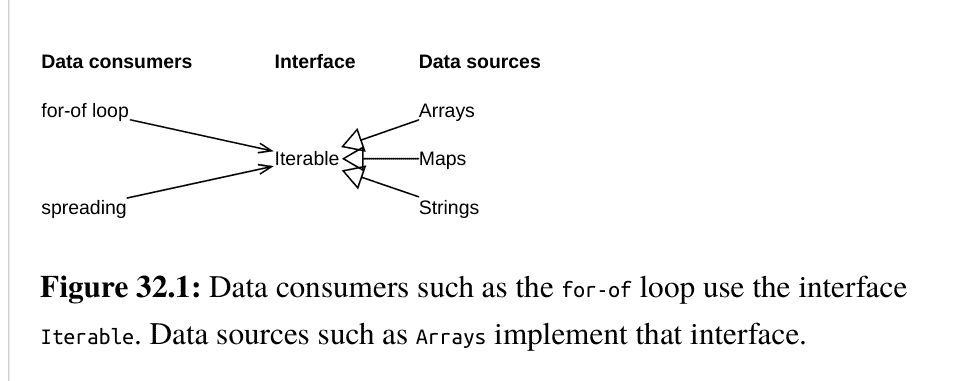 Data consumers Interface Data sources
for-of loop Arrays
Iterable Maps
spreading Strings
Figure 32.1: Data consumers such as the for-of loop use the interface
Iterable. Data sources such as Arrays implement that interface.